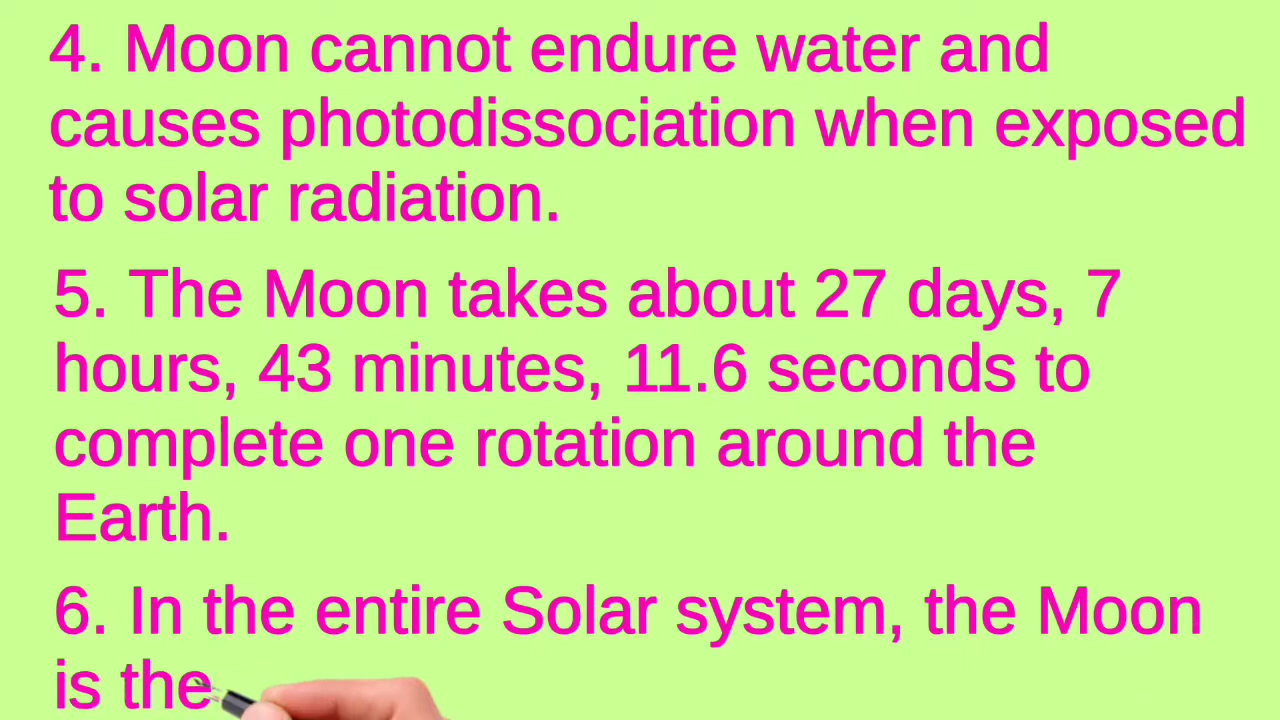 4. Moon cannot endure water and
causes photodissociation when exposed
to solar radiation.
5. The Moon takes about 27 days, 7
hours, 43 minutes, 11.6 seconds to
complete one rotation around the
Earth.
6. In the entire Solar system, the Moon
is the